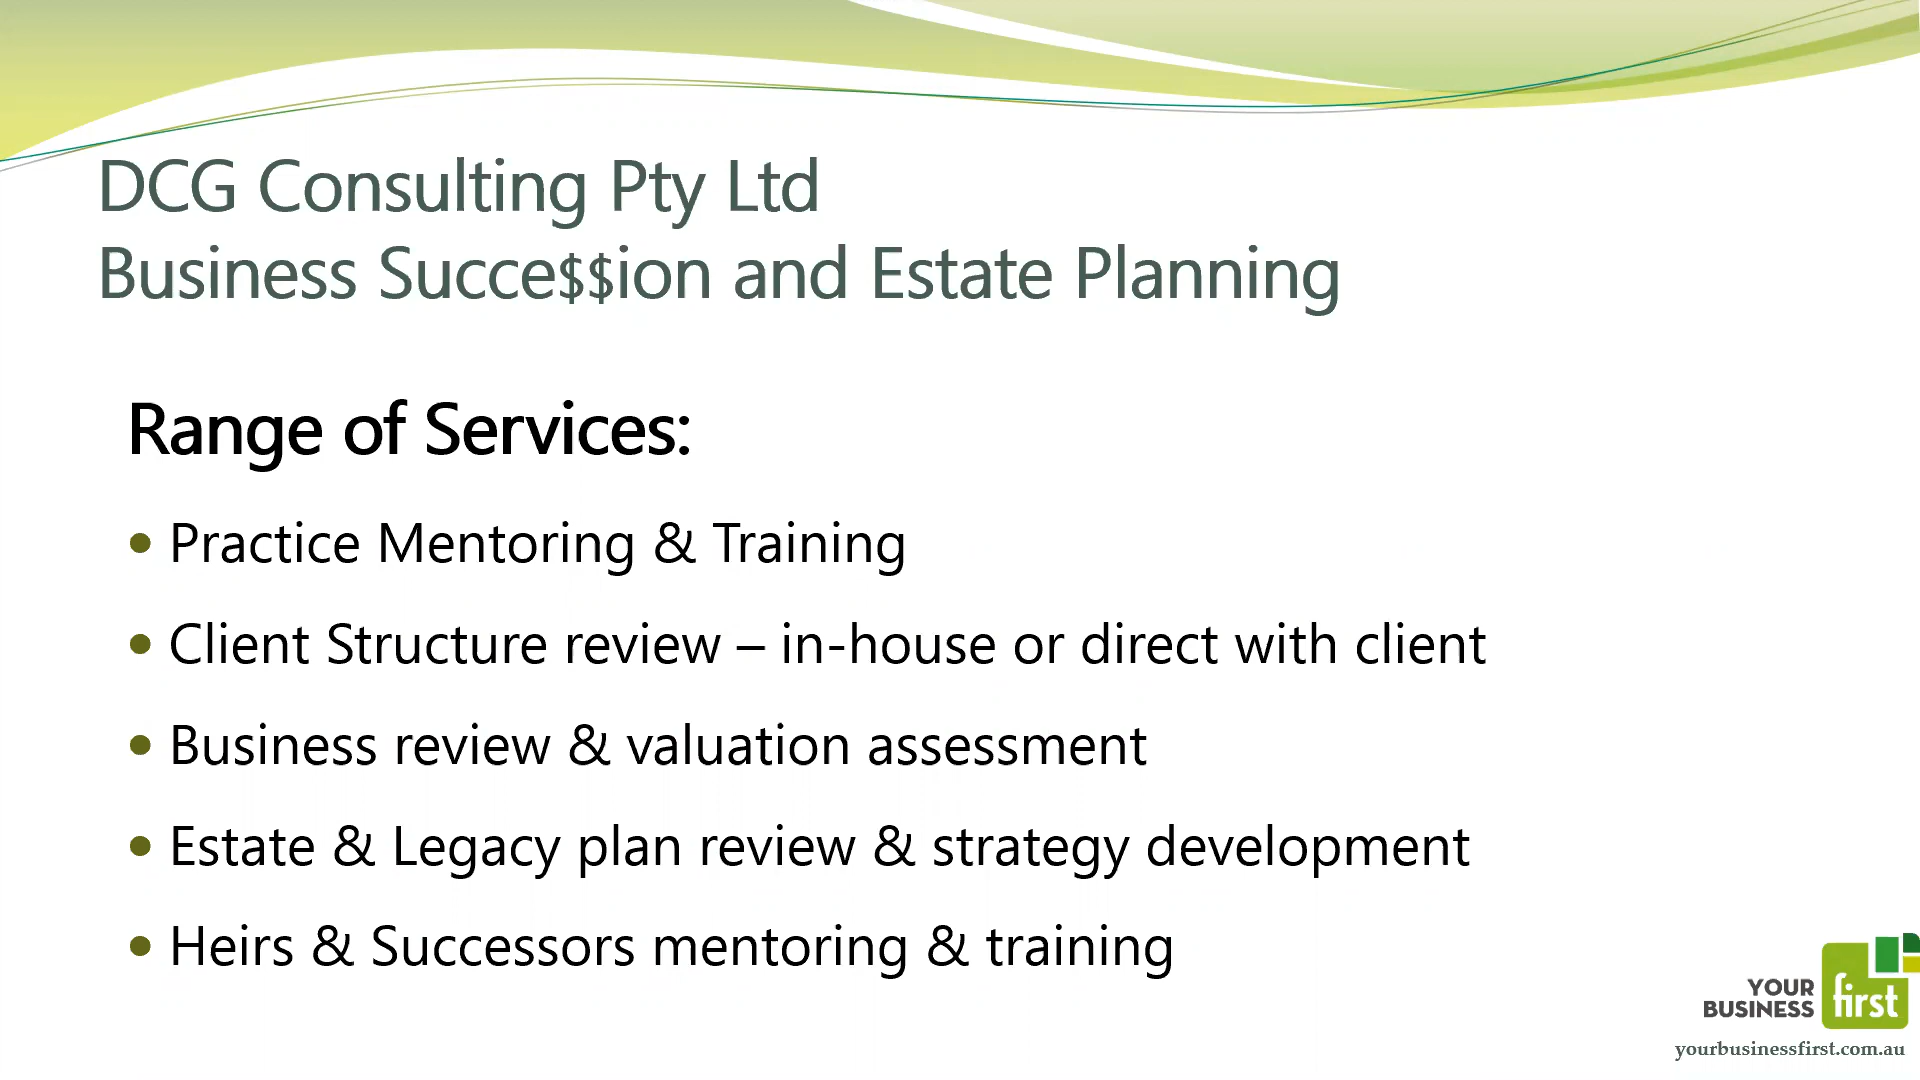 DCG Consulting Pty Ltd
Business Succe$$ion and Estate Planning
Range of Services:
• Practice Mentoring & Training
• Client Structure review – in-house or direct with client
• Business review & valuation assessment
• Estate & Legacy plan review & strategy development
• Heirs & Successors mentoring & training
YOUR
BUSINESS
first
yourbusinessfirst.com.au